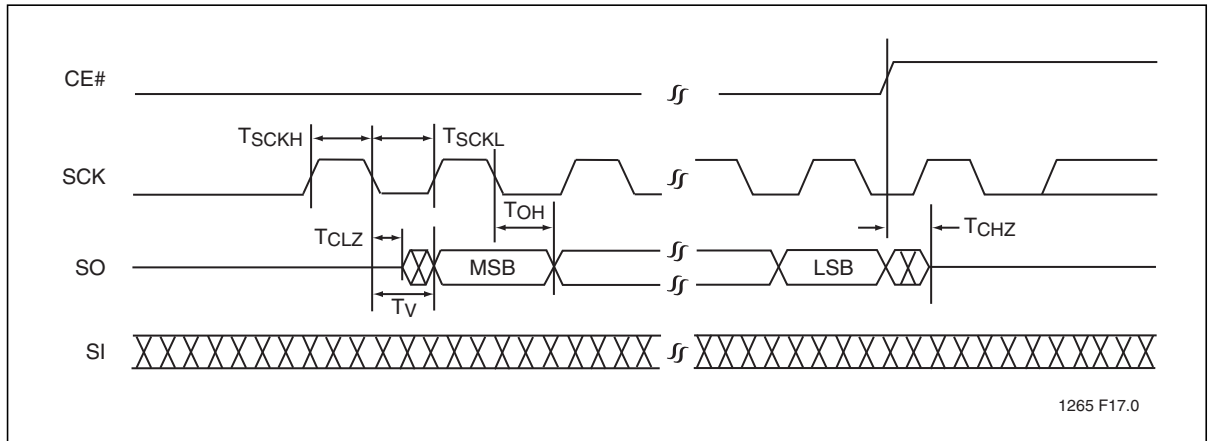 CE#
TSCKH
TSCKL
SCK
TOH
TCLZ
TCHZ
SO
MSB
LSB
TV
SI
1265 F17.0